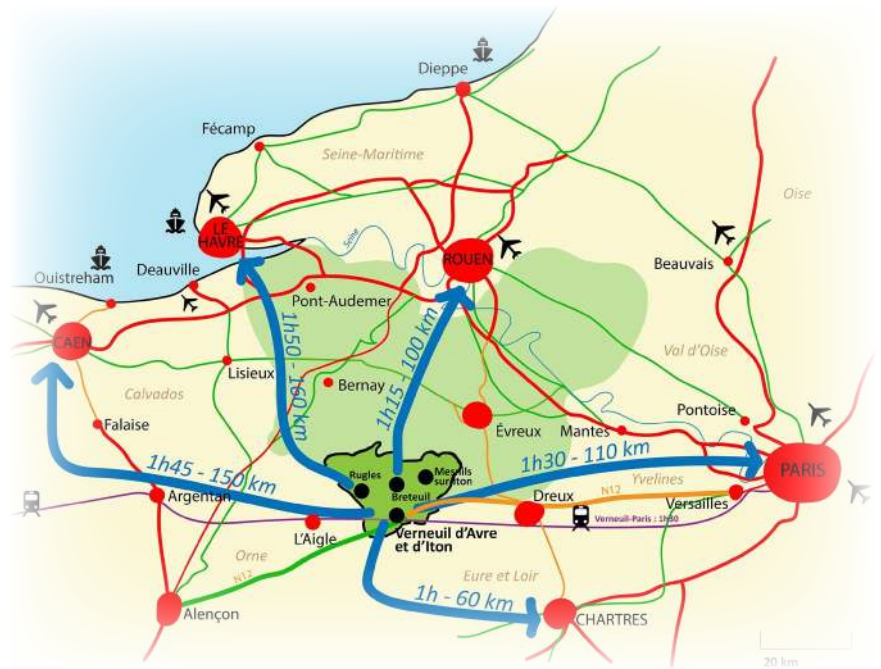 Dieppe
Fécamp
Seine-Maritime
Oise
LE
HAVRE
Seine
ROUEN
Beauvais
Ouistreham
Deauville
Pont-Audemer
CAEN
1h50 - 160 km
1h15 - 100 km
Val d'Oise
Lisieux
Calvados
Bernay
Pontoise
Falaise
Évreux
Mantes
1h45 - 150 km
1h30 - 110 km
PARIS
Rugles
Mesnils
sur Iton
Yvelines
Breteuil
N12
Argentan
Dreux
Versailles
L'Aigle
Verneuil d'Avre
et d'Iton
Verneuil-Paris : 1h30
Orne
N12
Eure et Loir
1h - 60 km
Alençon
CHARTRES
20 km